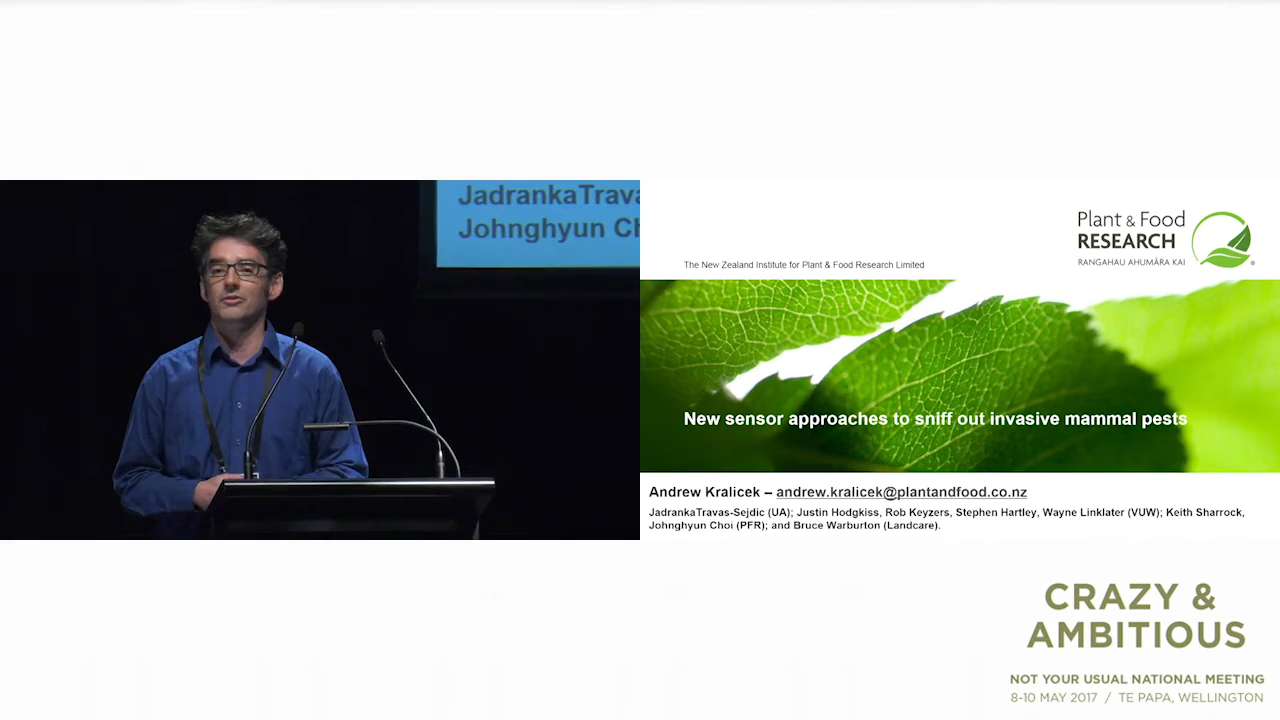 JadrankaTrava
Johnghyun Ch
Plant & Food
RESEARCH
RANGAHAU AHUMĀRA KAI
The New Zealand Institute for Plant & Food Research Limited
New sensor approaches to sniff out invasive mammal pests
Andrew Kralicek – andrew.kralicek@plantandfood.co.nz
JadrankaTravas-Sejdic (UA); Justin Hodgkiss, Rob Keyzers, Stephen Hartley, Wayne Linklater (VUW); Keith Sharrock,
Johnghyun Choi (PFR); and Bruce Warburton (Landcare).
CRAZY &
AMBITIOUS
NOT YOUR USUAL NATIONAL MEETING
8-10 MAY 2017 / TE PAPA, WELLINGTON